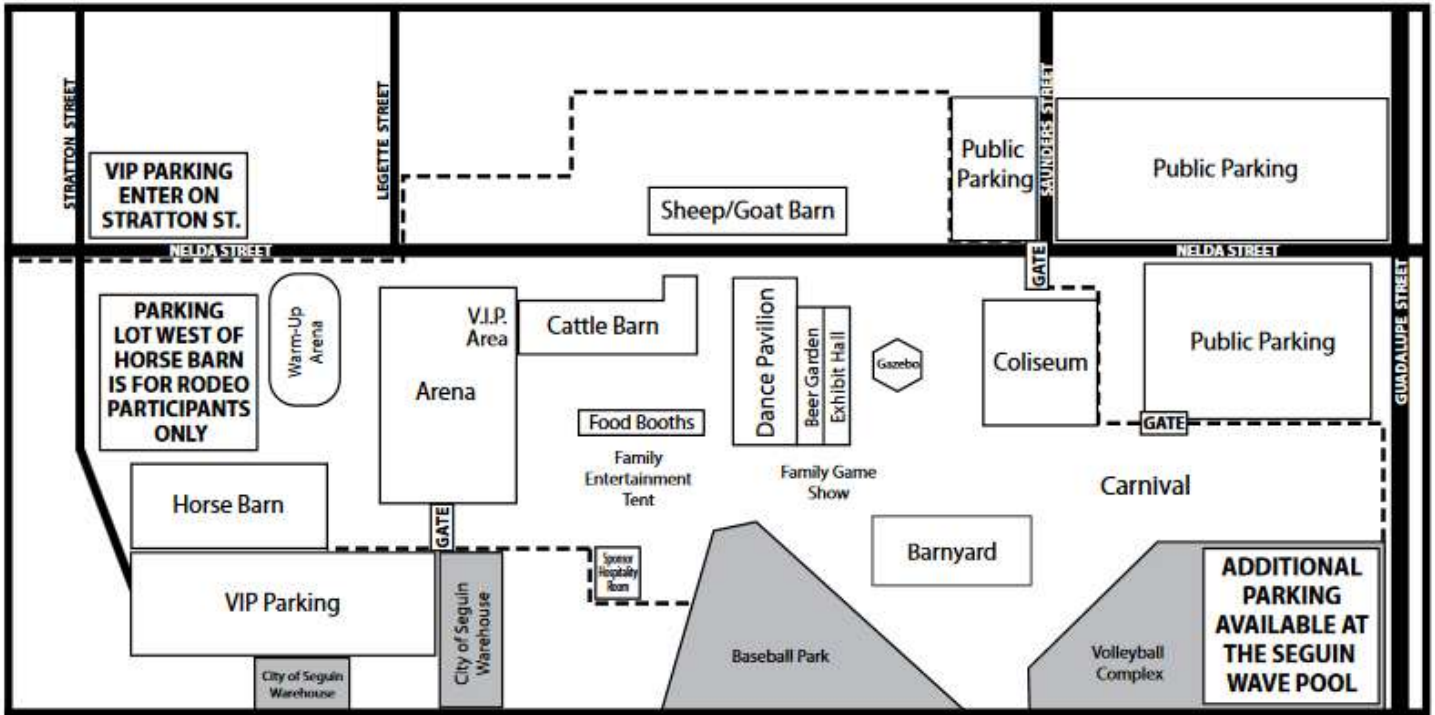 STRATTON STREET
LEGETTE STREET
SAUNDERS STREET
VIP PARKING
ENTER ON
STRATTON ST.
Public
Parking
Public Parking
Sheep/Goat Barn
NELDA STREET
NELDA STREET
GUADALUPE STREET
GATE
PARKING
LOT WEST OF
HORSE BARN
IS FOR RODEO
PARTICIPANTS
ONLY
Warm-Up
Arena
V.I.P.
Area
Arena
Cattle Barn
Dance Pavilion
Beer Garden
Exhibit Hall
Gazebo
Coliseum
Public Parking
Food Booths
GATE
Family
Entertainment
Tent
Family Game
Show
Carnival
Horse Barn
GATE
Sponsor
Hospitality
Room
Barnyard
VIP Parking
City of Seguin
Warehouse
City of Seguin
Warehouse
Baseball Park
Volleyball
Complex
ADDITIONAL
PARKING
AVAILABLE AT
THE SEGUIN
WAVE POOL